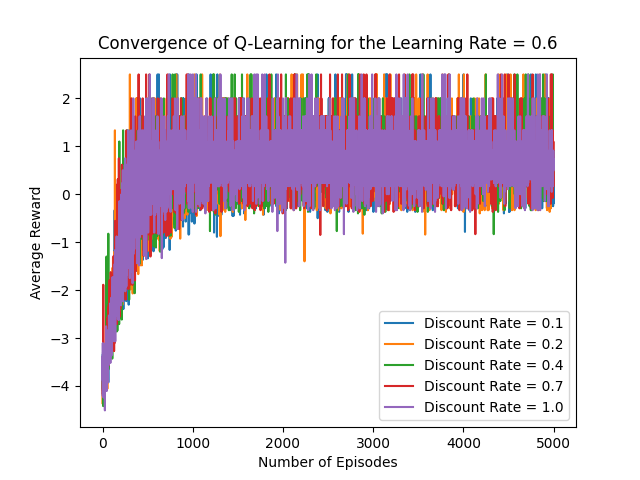 Convergence of Q-Learning for the Learning Rate = 0.6
Average Reward
2
1
0
−1
−2
−3
−4
0 1000 2000 3000 4000 5000
Number of Episodes
Discount Rate = 0.1
Discount Rate = 0.2
Discount Rate = 0.4
Discount Rate = 0.7
Discount Rate = 1.0